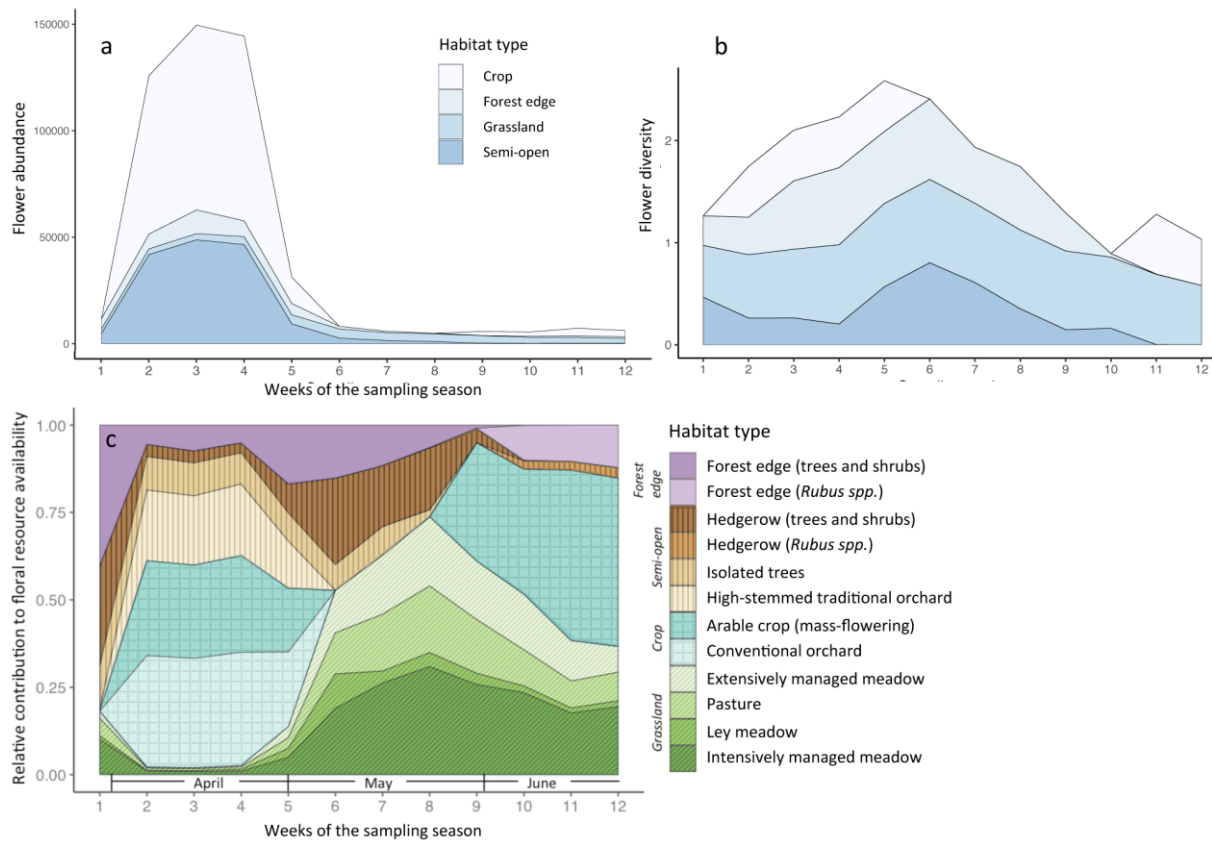 a
Habitat type
Crop
Forest edge
Grassland
Semi-open
Flower abundance
150000
100000
50000
0
1 2 3 4 5 6 7 8 9 10 11 12
Weeks of the sampling season
b
Flower diversity
2
1
0
1 2 3 4 5 6 7 8 9 10 11 12
c
Relative contribution to floral resource availability
1.00
0.75
0.50
0.25
0.00
April May June
1 2 3 4 5 6 7 8 9 10 11 12
Weeks of the sampling season
Habitat type
Forest edge
Forest edge (trees and shrubs)
Forest edge (Rubus spp.)
Semi-open
Hedgerow (trees and shrubs)
Hedgerow (Rubus spp.)
Isolated trees
High-stemmed traditional orchard
Crop
Arable crop (mass-flowering)
Conventional orchard
Grassland
Extensively managed meadow
Pasture
Ley meadow
Intensively managed meadow